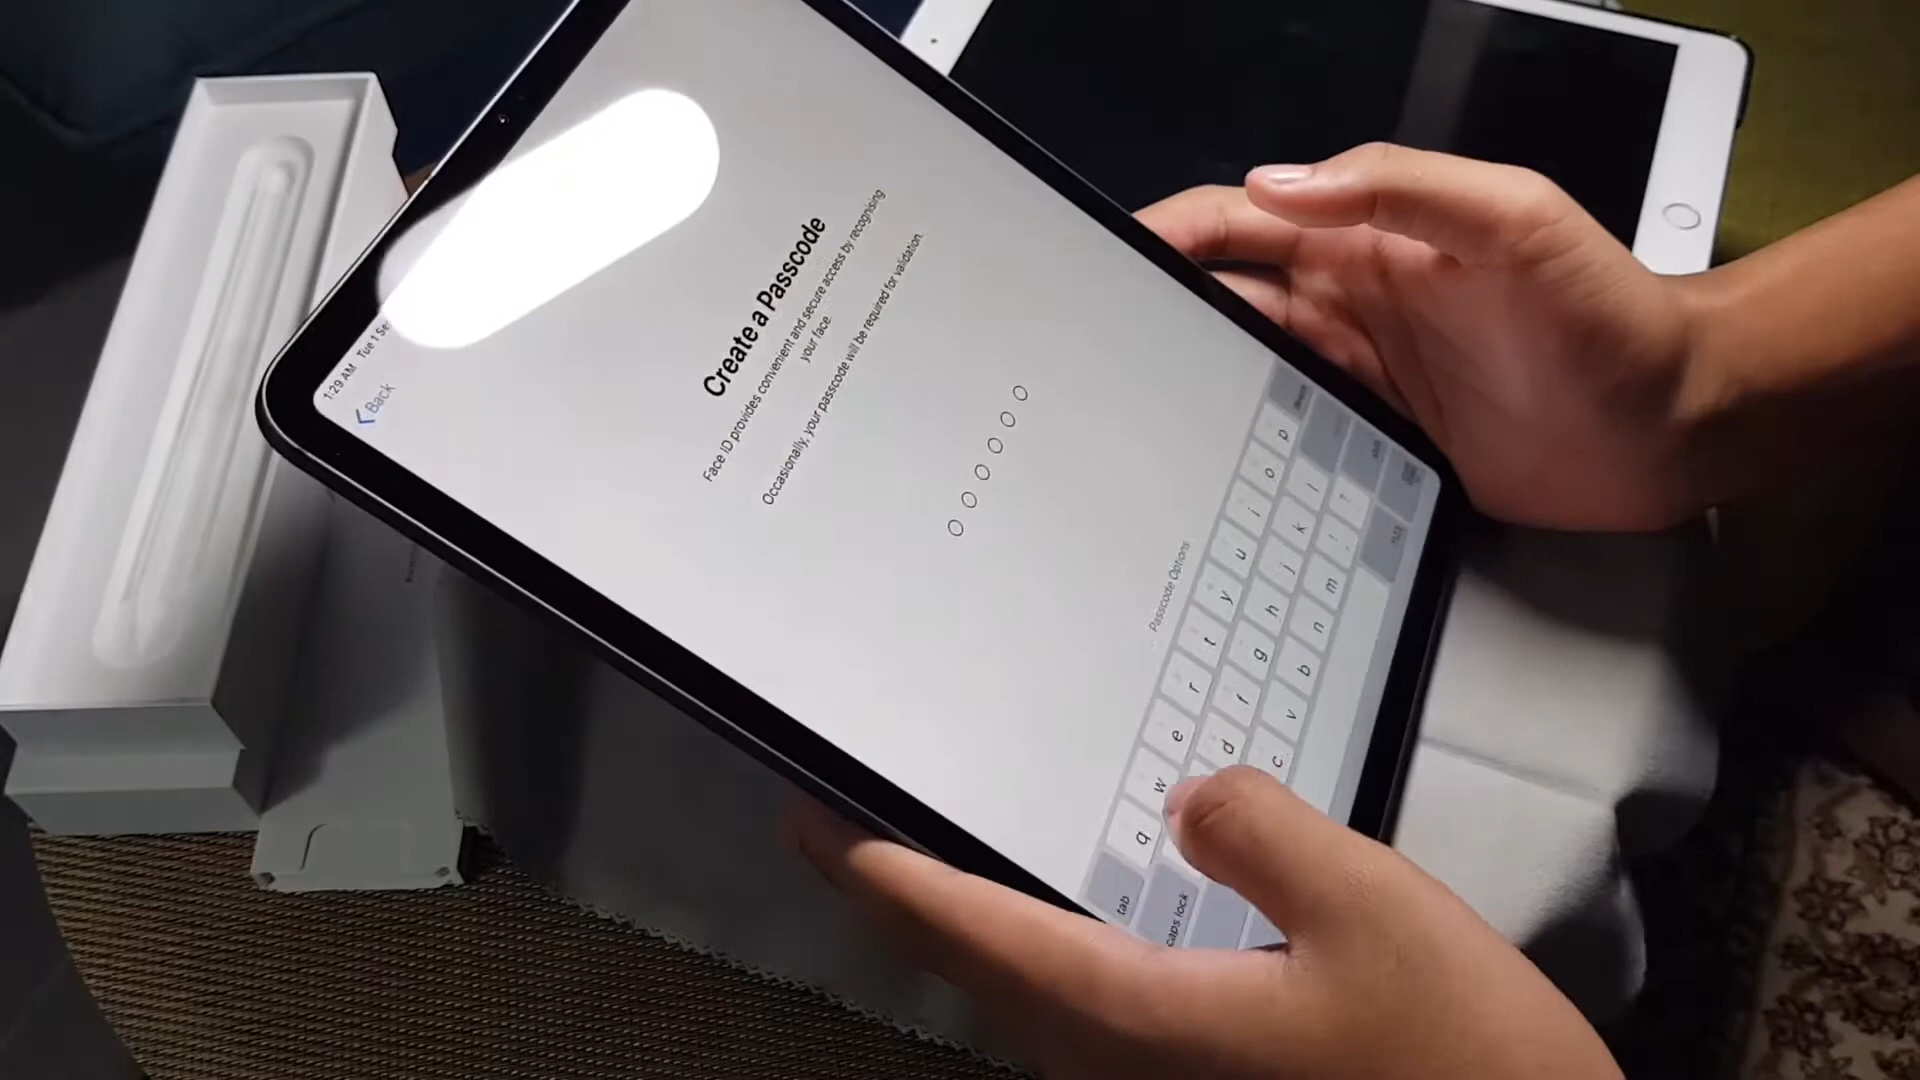 1:29 AM Tue 1 Se
Back
Create a Passcode
Face ID provides convenient and secure access by recognising
your face.
Occasionally, your passcode will be required for validation.
Passcode Options
q w e r t y u i o p
d f g h j k l
c v b n m ! ?
tab
caps lock